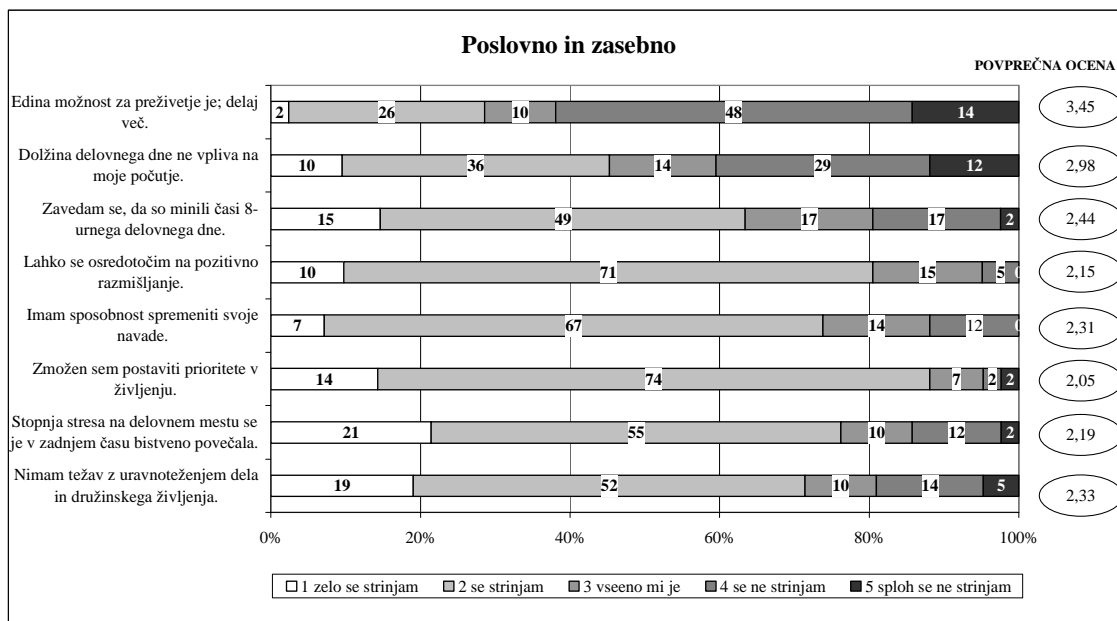 Poslovno in zasebno
POVPREČNA OCENA
Edina možnost za preživetje je; delaj
več.
2 26 10 48 14
3,45
Dolžina delovnega dne ne vpliva na
moje počutje.
10 36 14 29 12
2,98
Zavedam se, da so minili časi 8-
urnega delovnega dne.
15 49 17 17 2
2,44
Lahko se osredotočim na pozitivno
razmišljanje.
10 71 15 5 0
2,15
Imam sposobnost spremeniti svoje
navade.
7 67 14 12 0
2,31
Zmožen sem postaviti prioritete v
življenju.
14 74 7 2 2
2,05
Stopnja stresa na delovnem mestu se
je v zadnjem času bistveno povečala.
21 55 10 12 2
2,19
Nimam težav z uravnoteženjem dela
in družinskega življenja.
19 52 10 14 5
2,33
0% 20% 40% 60% 80% 100%
1 zelo se strinjam 2 se strinjam 3 vseeno mi je 4 se ne strinjam 5 sploh se ne strinjam